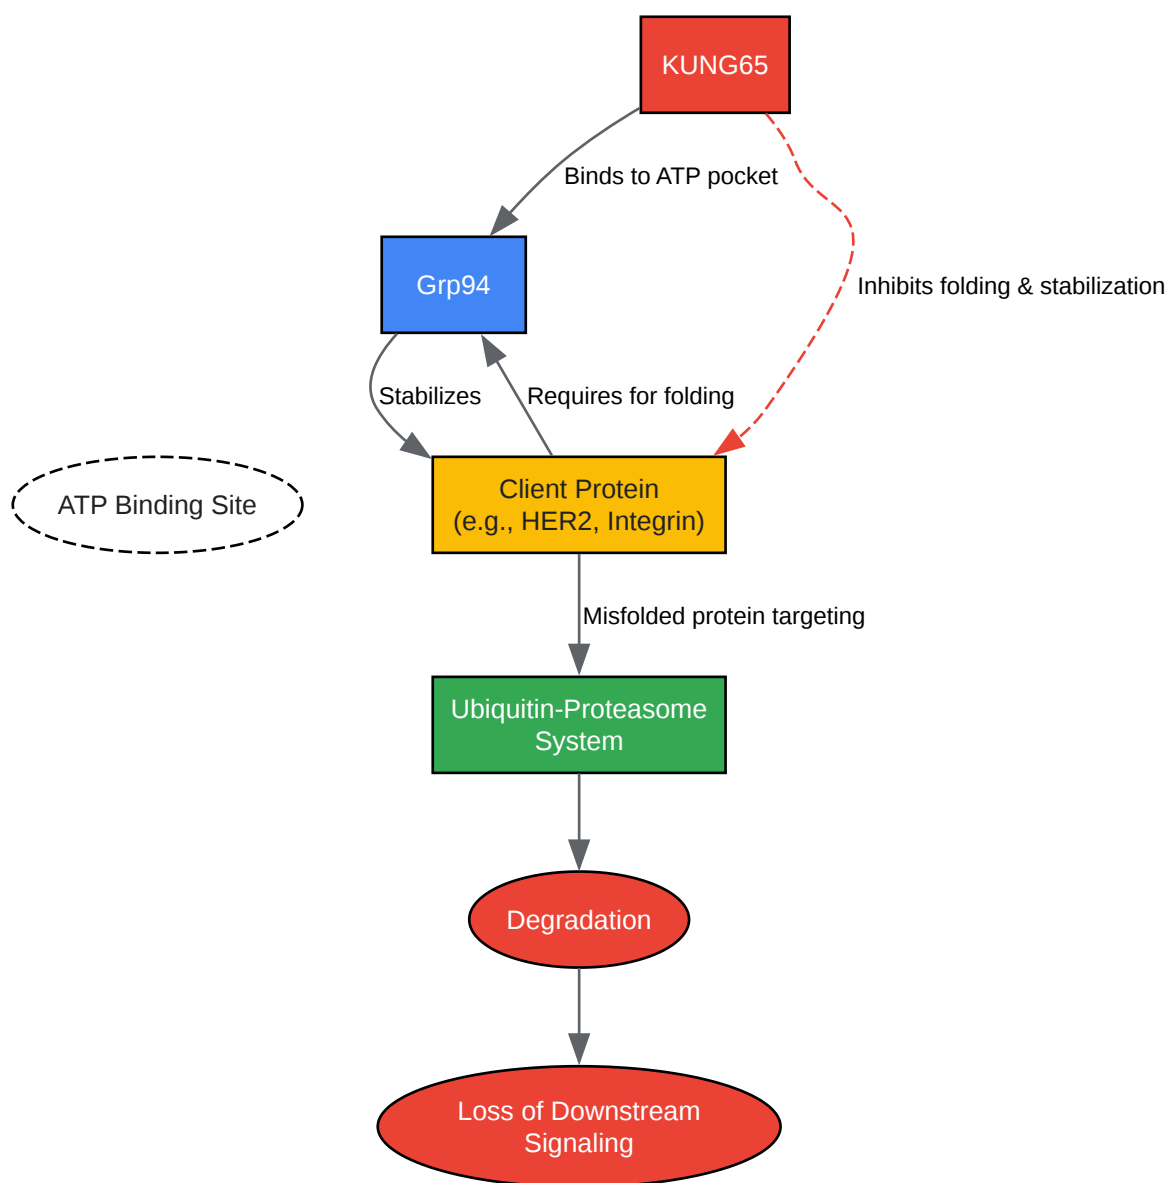 KUNG65
Binds to ATP pocket
Grp94
Inhibits folding & stabilization
Stabilizes
Requires for folding
ATP Binding Site
Client Protein
(e.g., HER2, Integrin)
Misfolded protein targeting
Ubiquitin-Proteasome
System
Degradation
Loss of Downstream
Signaling